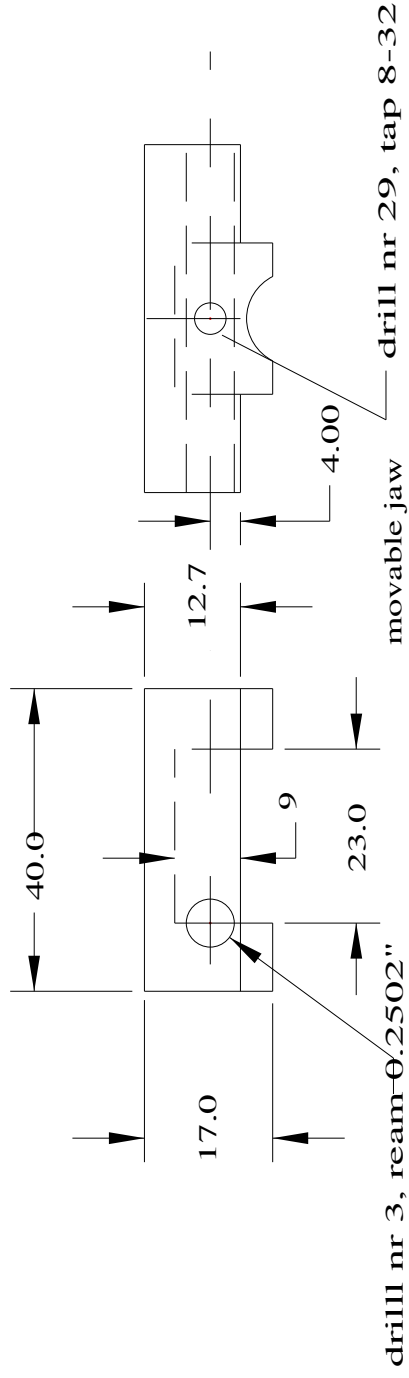 40.0
12.7
4.00
17.0
9
23.0
movable jaw
drill nr 29, tap 8-32
drilll nr 3, ream 0.2502"